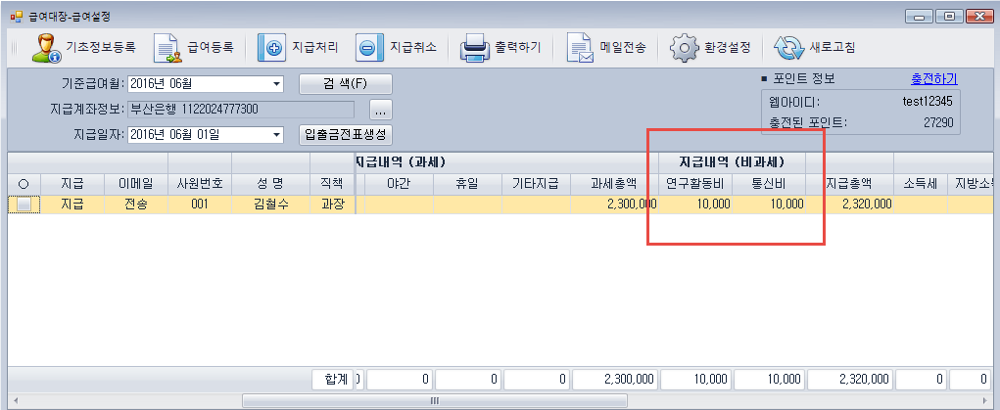 급여대장-급여설정
기초정보등록 급여등록 지급처리 지급취소 출력하기 메일전송 환경설정 새로고침
기준급여월: 2016년 06월 검 색(F)
지급계좌정보: 부산은행 1122024777300 ...
지급일자: 2016년 06월 01일 입출금전표생성
포인트 정보 충전하기
웹아이디: test12345
충전된 포인트: 27290
지급내역 (과세) 지급내역 (비과세)
지급 이메일 사원번호 성 명 직책 야간 휴일 기타지급 과세총액 연구활동비 통신비 지급총액 소득세 지방소득
지급 전송 001 김철수 과장 2,300,000 10,000 10,000 2,320,000
합계 0 0 0 2,300,000 10,000 10,000 2,320,000 0 0